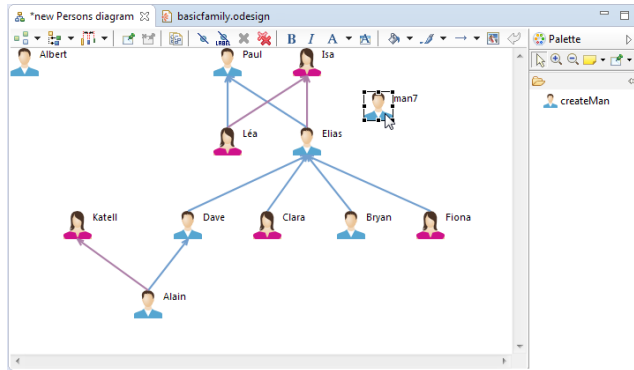 *new Persons diagram
basicfamily.odesign
LABEL
B I A
Palette
Albert
Paul
Isa
man7
createMan
Léa
Elias
Katell
Dave
Clara
Bryan
Fiona
Alain